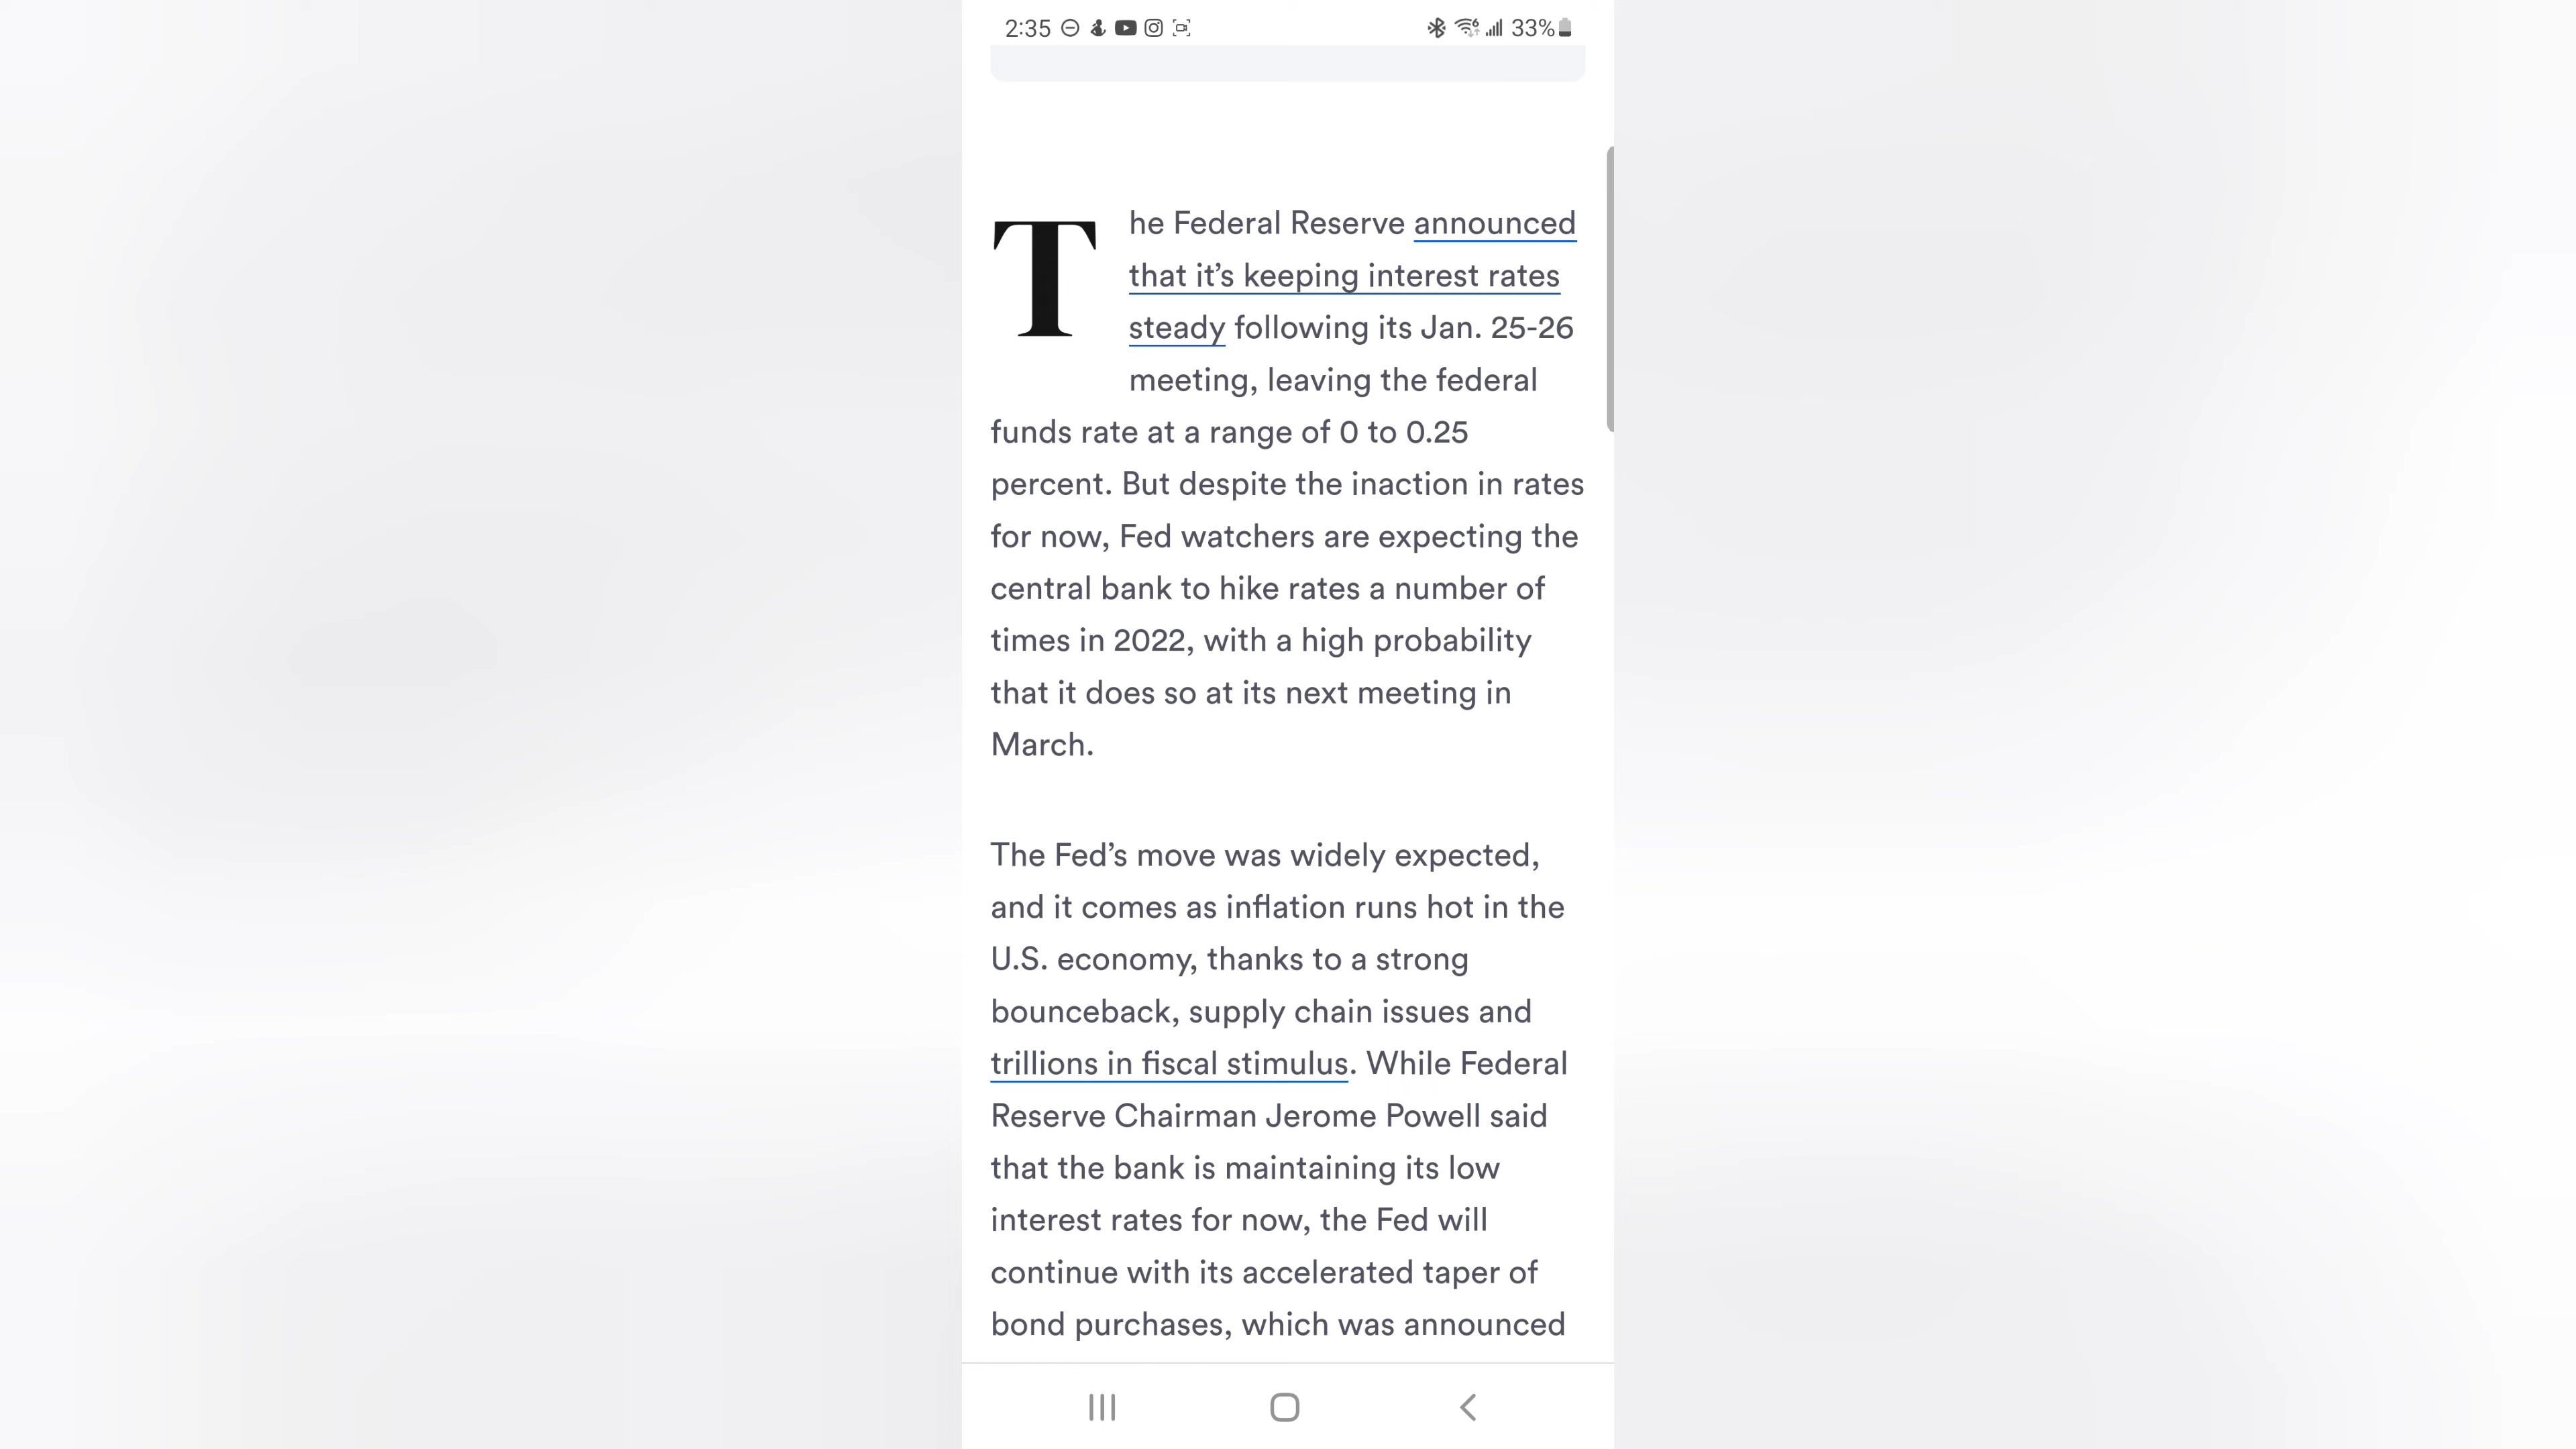 2:35
33%
The Federal Reserve announced
that it’s keeping interest rates
steady following its Jan. 25-26
meeting, leaving the federal
funds rate at a range of 0 to 0.25
percent. But despite the inaction in rates
for now, Fed watchers are expecting the
central bank to hike rates a number of
times in 2022, with a high probability
that it does so at its next meeting in
March.
The Fed’s move was widely expected,
and it comes as inflation runs hot in the
U.S. economy, thanks to a strong
bounceback, supply chain issues and
trillions in fiscal stimulus. While Federal
Reserve Chairman Jerome Powell said
that the bank is maintaining its low
interest rates for now, the Fed will
continue with its accelerated taper of
bond purchases, which was announced